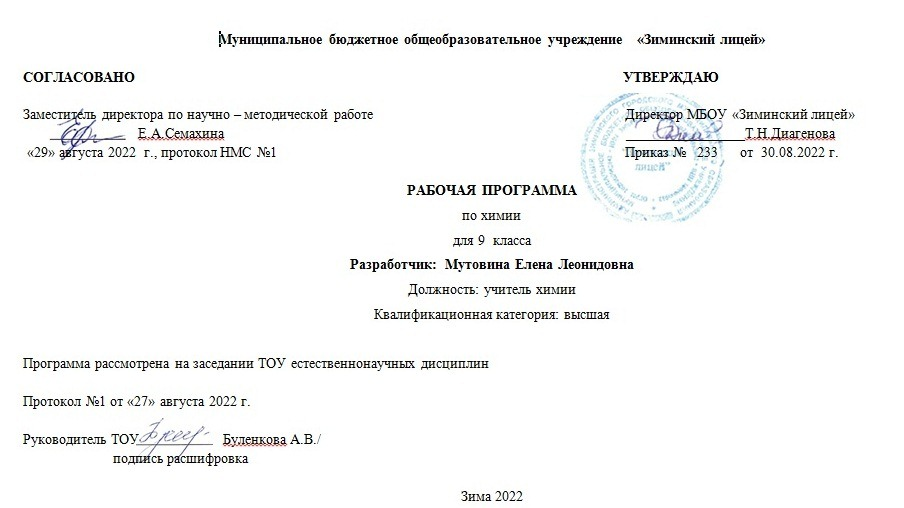 Муниципальное бюджетное общеобразовательное учреждение «Зиминский лицей»
СОГЛАСОВАНО УТВЕРЖДАЮ
Заместитель директора по научно – методической работе Директор МБОУ «Зиминский лицей»
Е.А.Семахина Т.Н.Диагенова
«29» августа 2022 г., протокол НМС №1 Приказ № 233 от 30.08.2022 г.
РАБОЧАЯ ПРОГРАММА
по химии
для 9 класса
Разработчик: Мутовина Елена Леонидовна
Должность: учитель химии
Квалификационная категория: высшая
Программа рассмотрена на заседании ТОУ естественнонаучных дисциплин
Протокол №1 от «27» августа 2022 г.
Руководитель ТОУ Буленкова А.В./
подпись расшифровка
Зима 2022